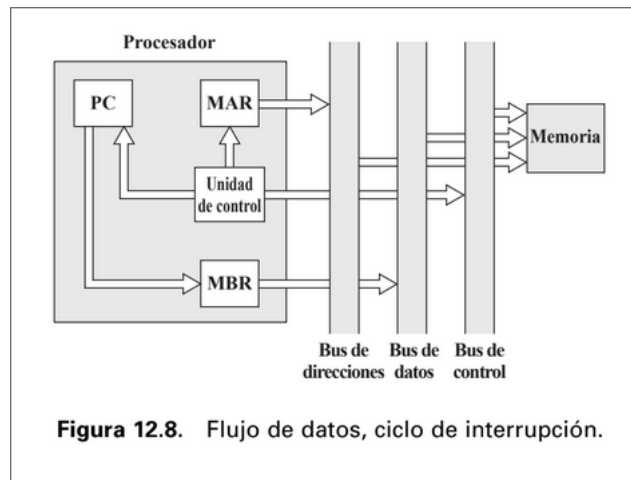 Procesador
PC
MAR
Memoria
Unidad
de control
MBR
Bus de
direcciones
Bus de
datos
Bus de
control
Figura 12.8. Flujo de datos, ciclo de interrupción.